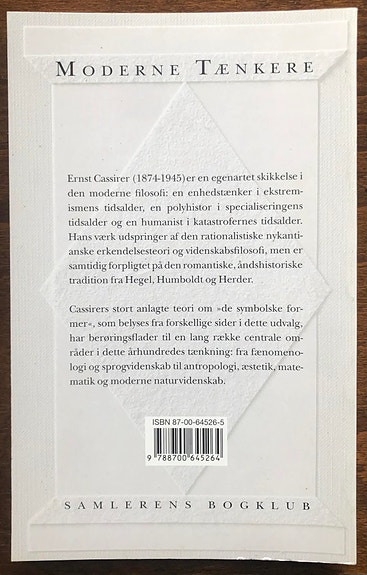 MODERNE TÆNKERE
Ernst Cassirer (1874-1945) er en egenartet skikkelse i
den moderne filosofi: en enhedstænker i ekstrem-
ismens tidsalder, en polyhistor i specialiseringens
tidsalder og en humanist i katastrofernes tidsalder.
Hans værk udspringer af den rationalistiske nykanti-
anske erkendelsesteori og videnskabsfilosofi, men er
samtidig forpligtet på den romantiske, åndshistoriske
tradition fra Hegel, Humboldt og Herder.
Cassirers stort anlagte teori om »de symbolske for-
mer«, som belyses fra forskellige sider i dette udvalg,
har berøringsflader til en lang række centrale om-
råder i dette århundredes tænkning: fra fænomeno-
logi og sprogvidenskab til antropologi, æstetik, mate-
matik og moderne naturvidenskab.
ISBN 87-00-64526-5
9 788700 645264
SAMLERENS BOGKLUB